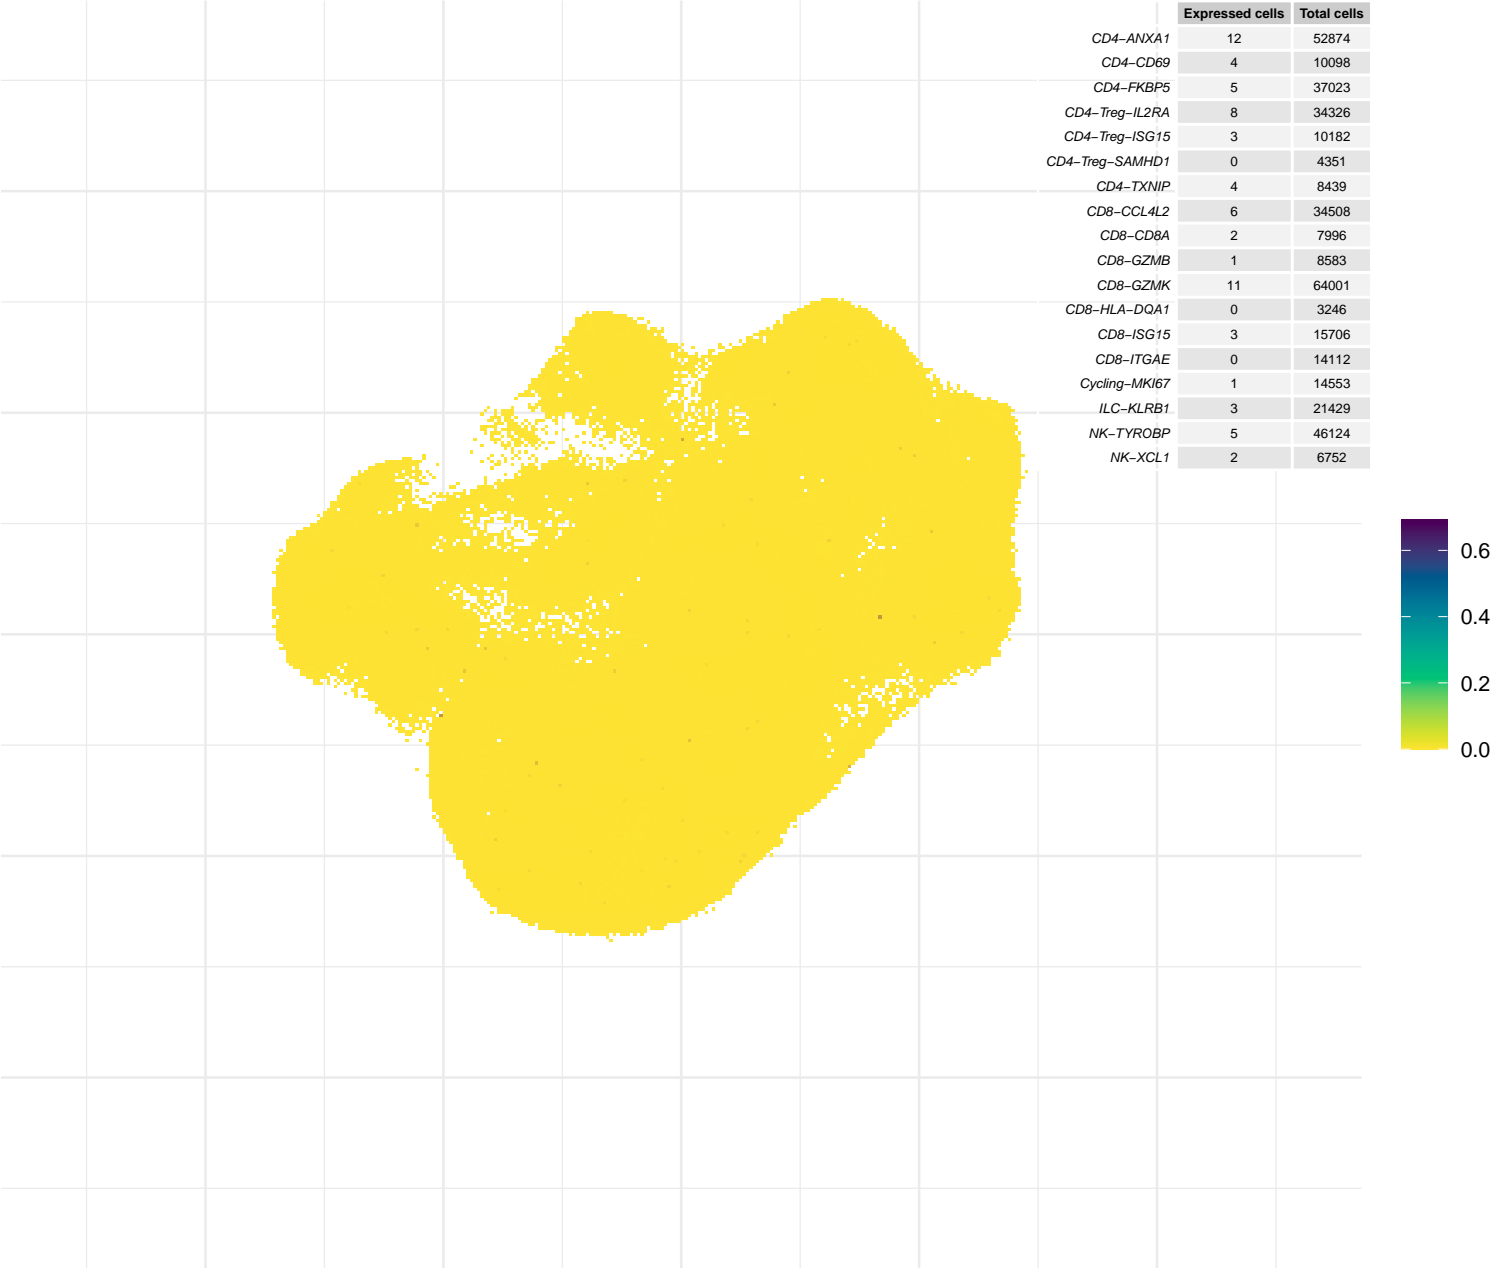 Expressed cells Total cells
CD4−ANXA1 12 52874
CD4−CD69 4 10098
CD4−FKBP5 5 37023
CD4−Treg−IL2RA 8 34326
CD4−Treg−ISG15 3 10182
CD4−Treg−SAMHD1 0 4351
CD4−TXNIP 4 8439
CD8−CCL4L2 6 34508
CD8−CD8A 2 7996
CD8−GZMB 1 8583
CD8−GZMK 11 64001
CD8−HLA−DQA1 0 3246
CD8−ISG15 3 15706
CD8−ITGAE 0 14112
Cycling−MKI67 1 14553
ILC−KLRB1 3 21429
NK−TYROBP 5 46124
NK−XCL1 2 6752
0.6
0.4
0.2
0.0